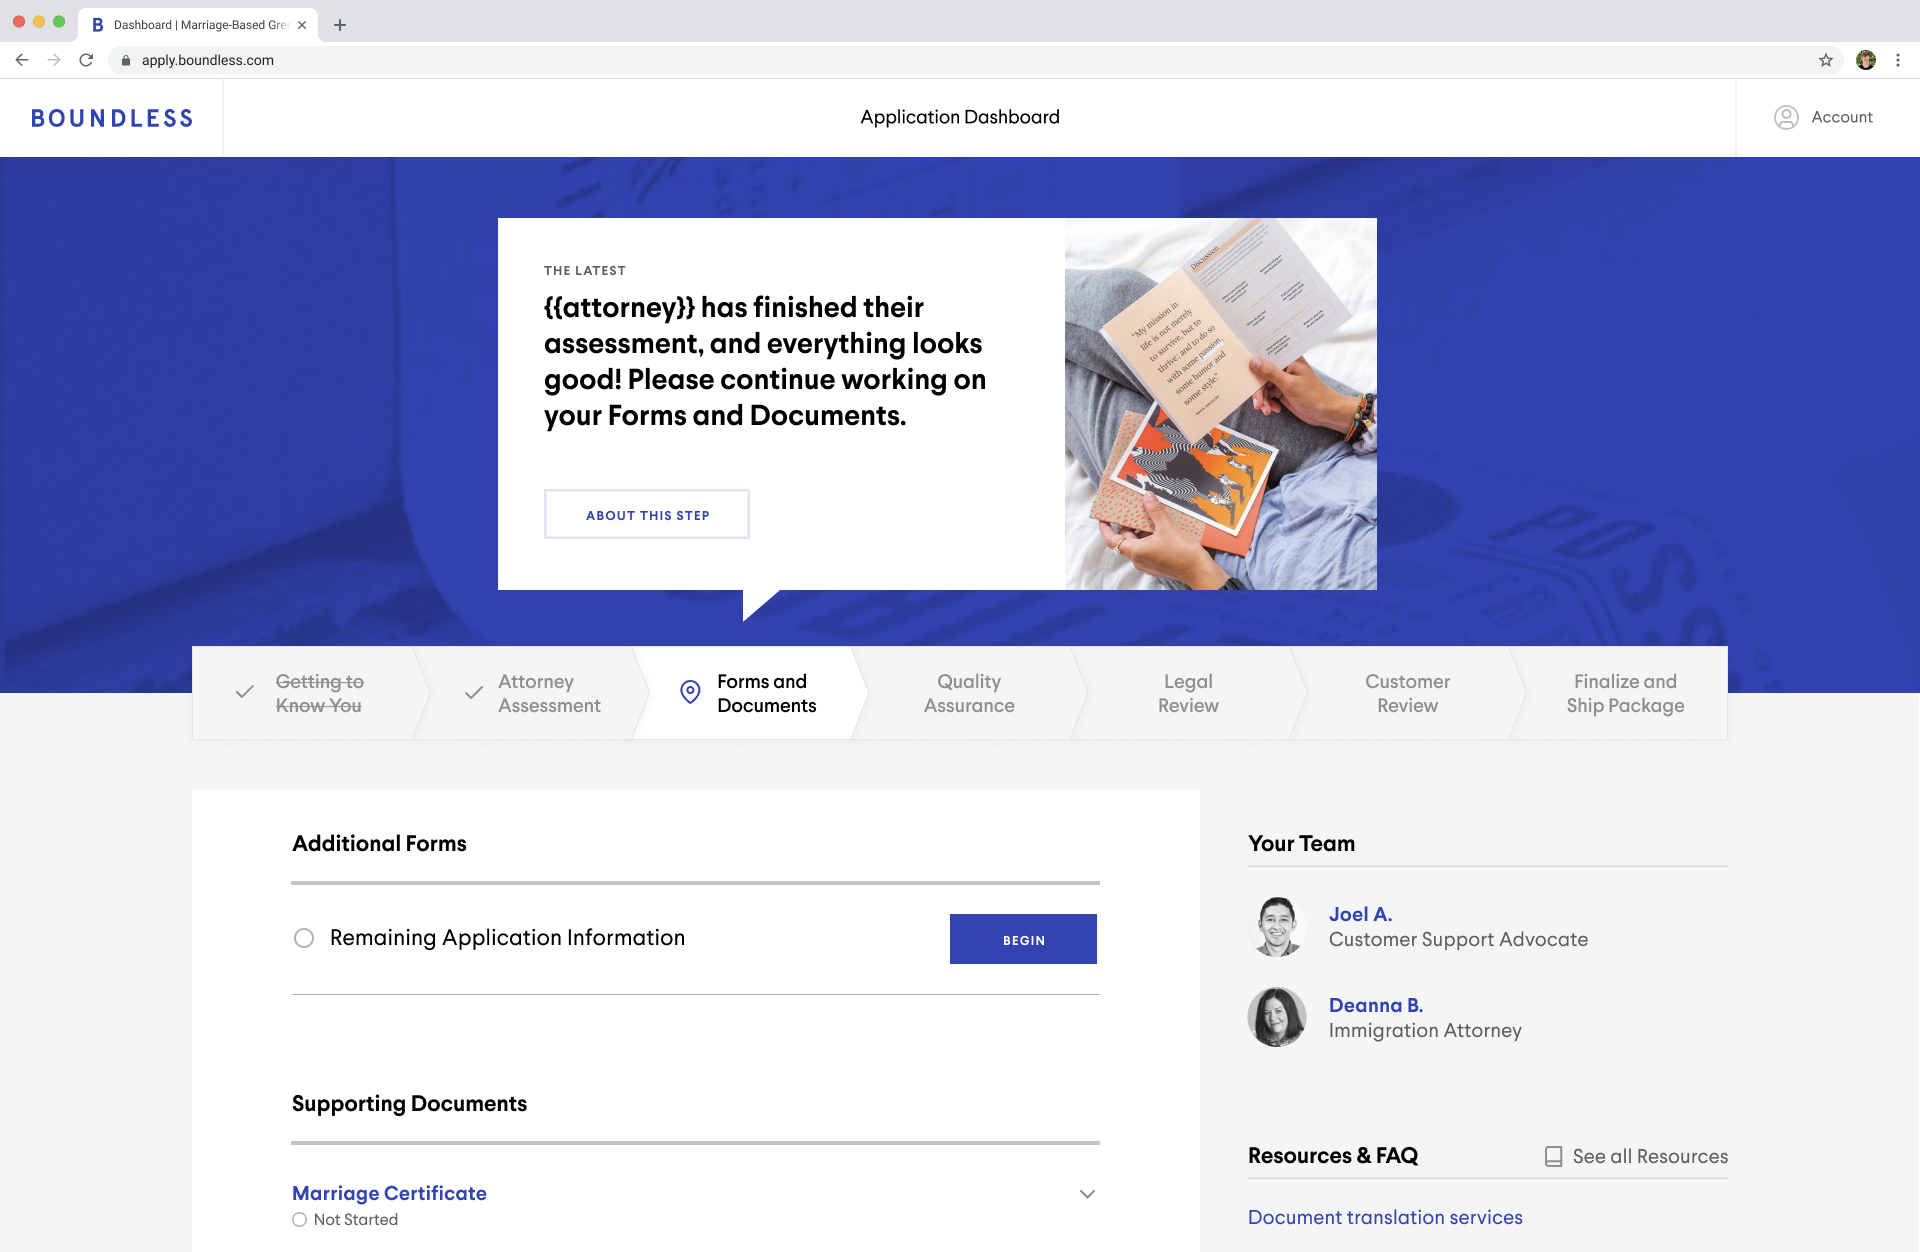 Dashboard | Marriage-Based Gre
apply.boundless.com
BOUNDLESS
Application Dashboard
Account
THE LATEST
{{attorney}} has finished their
assessment, and everything looks
good! Please continue working on
your Forms and Documents.
ABOUT THIS STEP
Discussion
"My mission in
life is not merely
to survive, but to
thrive; and to do so
with some passion,
some humor and
some style."
Getting to
Know You
Attorney
Assessment
Forms and
Documents
Quality
Assurance
Legal
Review
Customer
Review
Finalize and
Ship Package
Additional Forms
Remaining Application Information
BEGIN
Supporting Documents
Marriage Certificate
Not Started
Your Team
Joel A.
Customer Support Advocate
Deanna B.
Immigration Attorney
Resources & FAQ
See all Resources
Document translation services